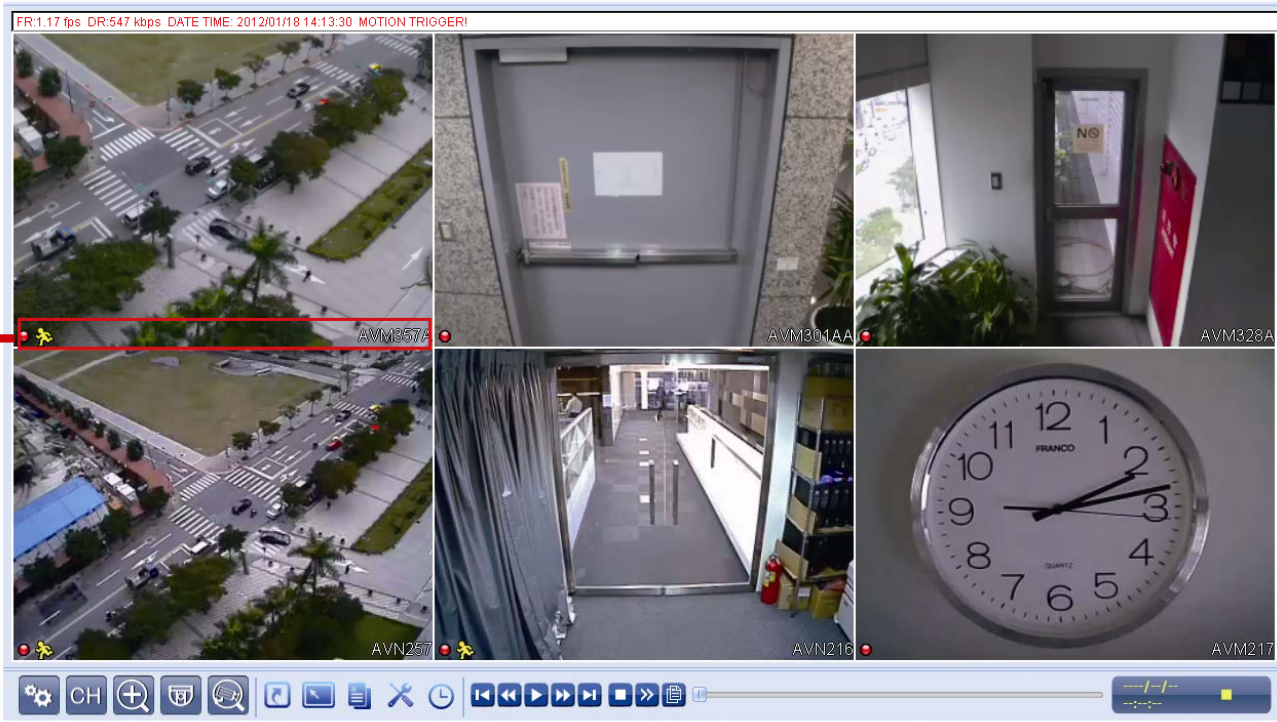 FR:1.17 fps DR:547 kbps DATE TIME: 2012/01/18 14:13:30 MOTION TRIGGER!
NO
AVM357A
AVM301AA
AVM328A
12
11
1
10
FRANCO
2
9
3
8
QUARTZ
4
7
5
6
AVN257
AVN216
AVM217
CH
----/--/--
--:--:--